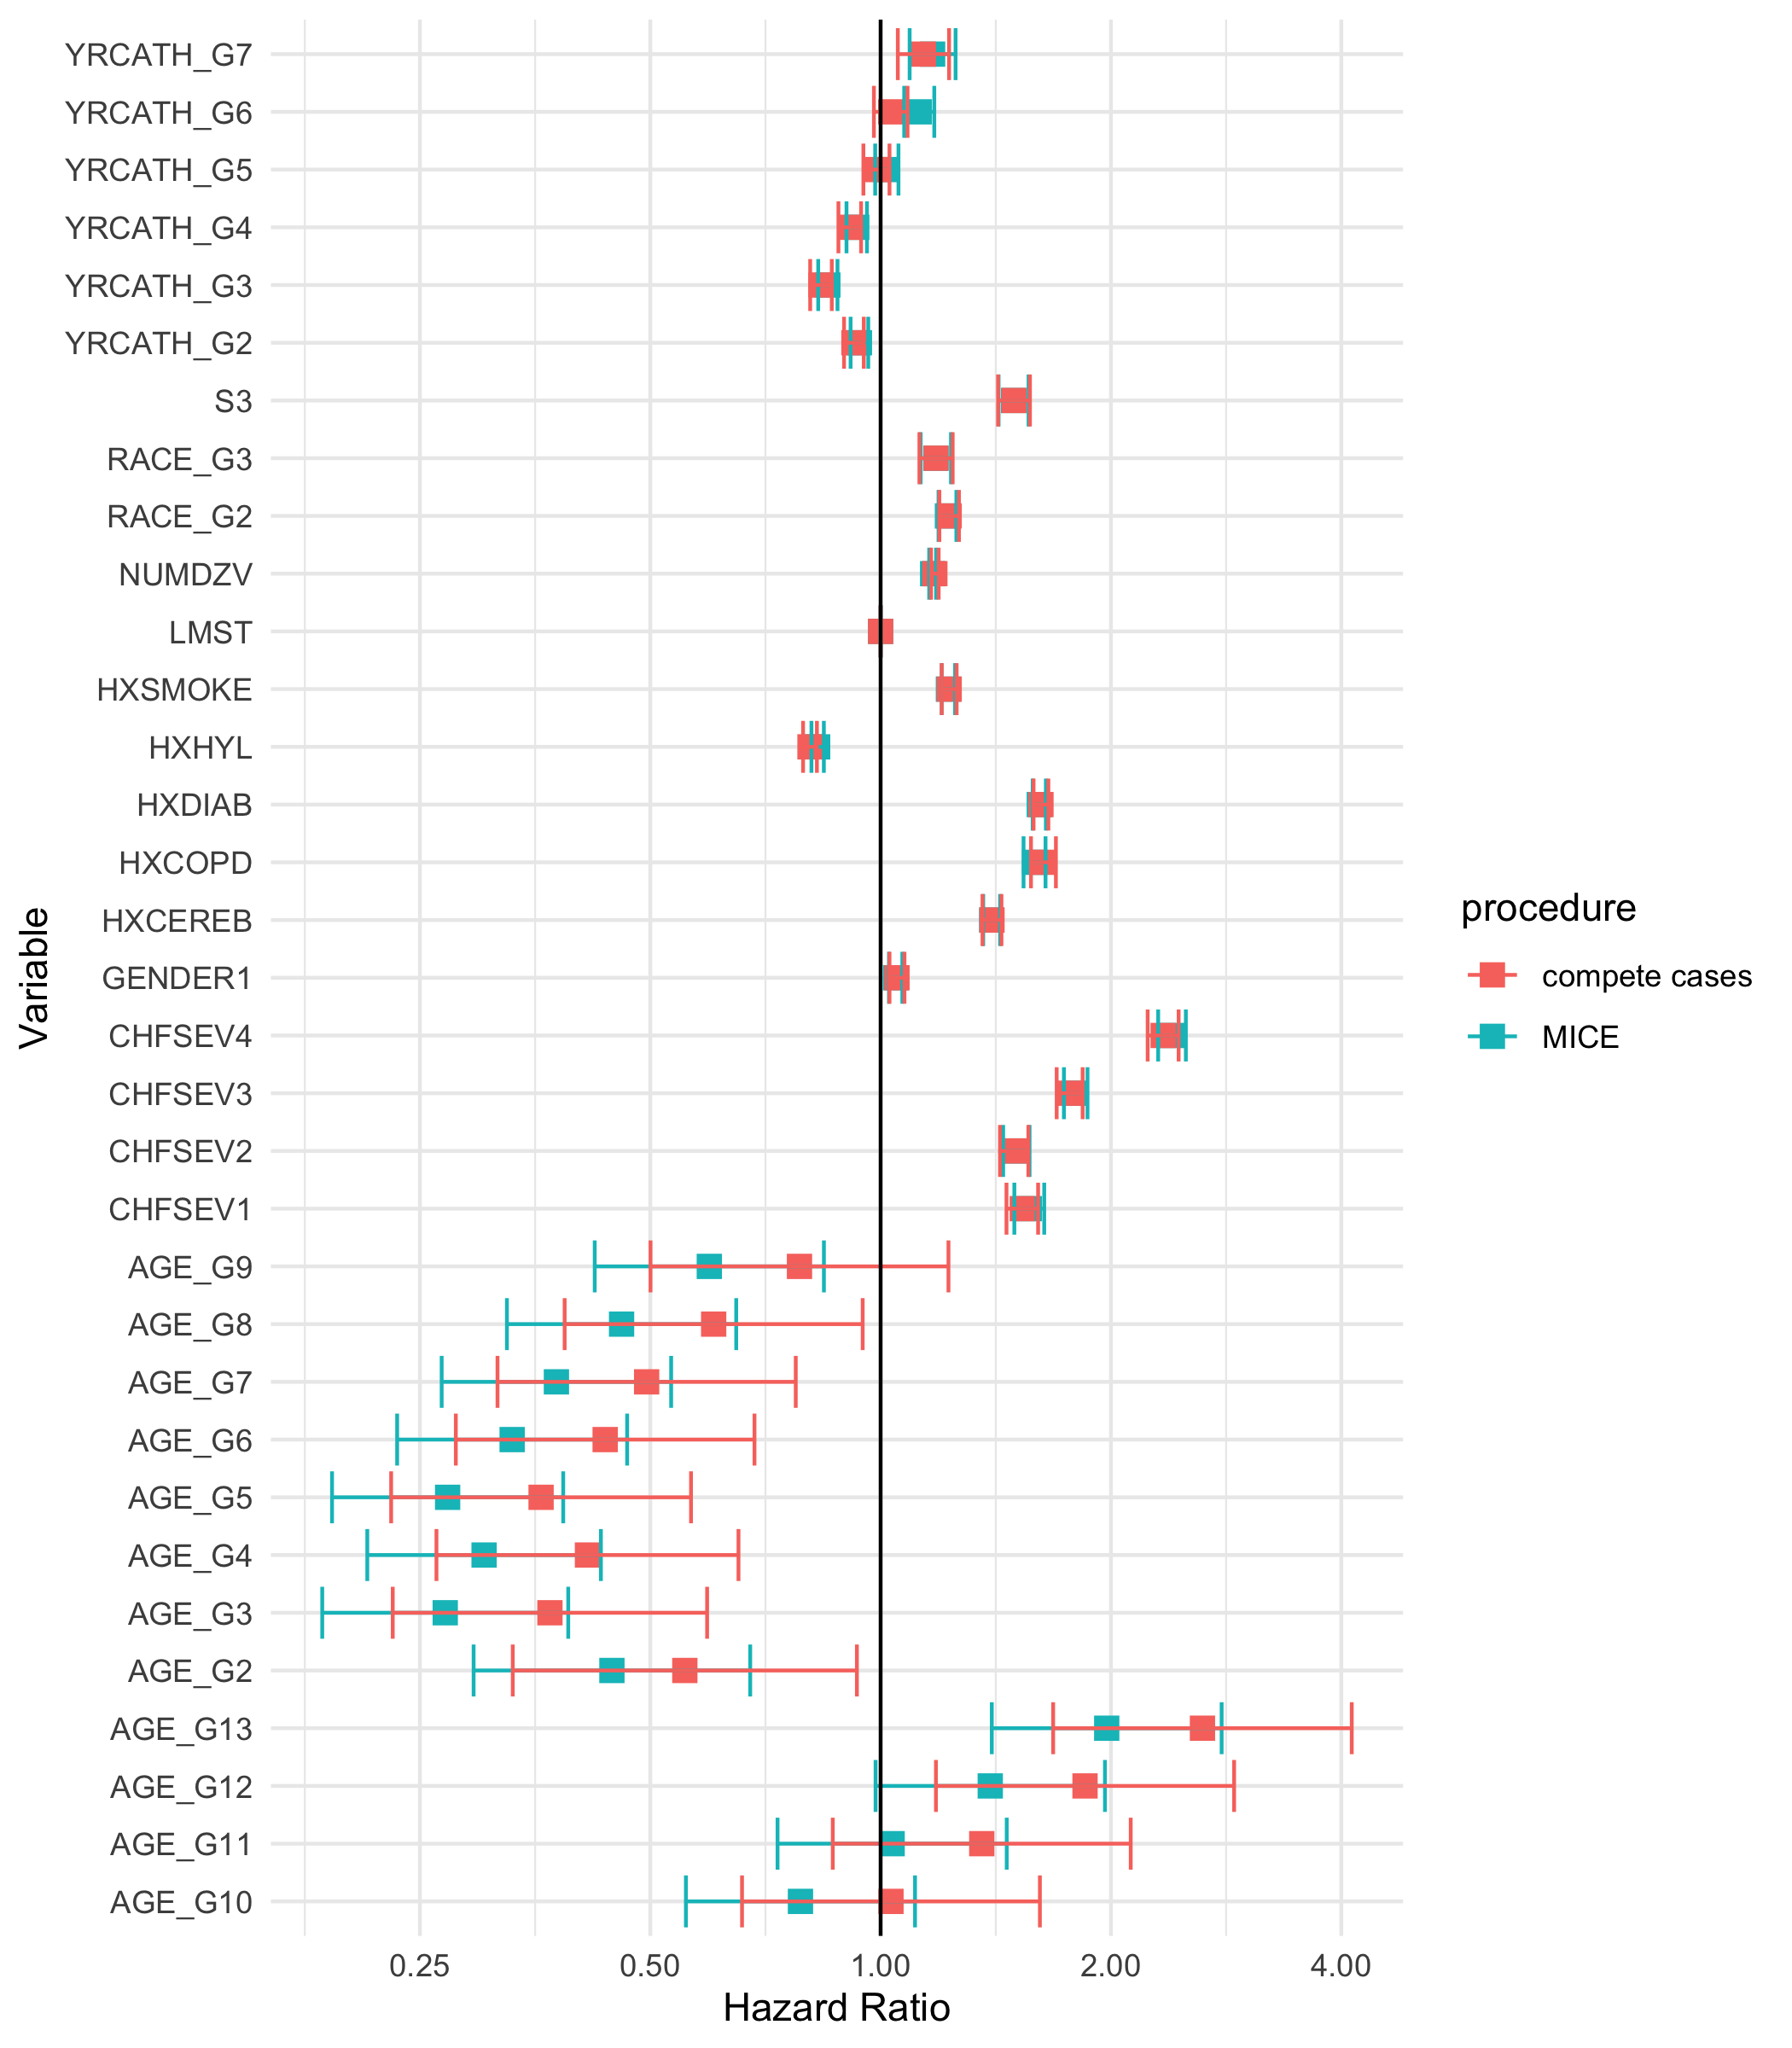 YRCATH_G7
YRCATH_G6
YRCATH_G5
YRCATH_G4
YRCATH_G3
YRCATH_G2
S3
RACE_G3
RACE_G2
NUMDZV
LMST
HXSMOKE
HXHYL
HXDIAB
HXCOPD
HXCEREB
GENDER1
CHFSEV4
CHFSEV3
CHFSEV2
CHFSEV1
AGE_G9
AGE_G8
AGE_G7
AGE_G6
AGE_G5
AGE_G4
AGE_G3
AGE_G2
AGE_G13
AGE_G12
AGE_G11
AGE_G10
Variable
0.25 0.50 1.00 2.00 4.00
Hazard Ratio
procedure
compete cases
MICE